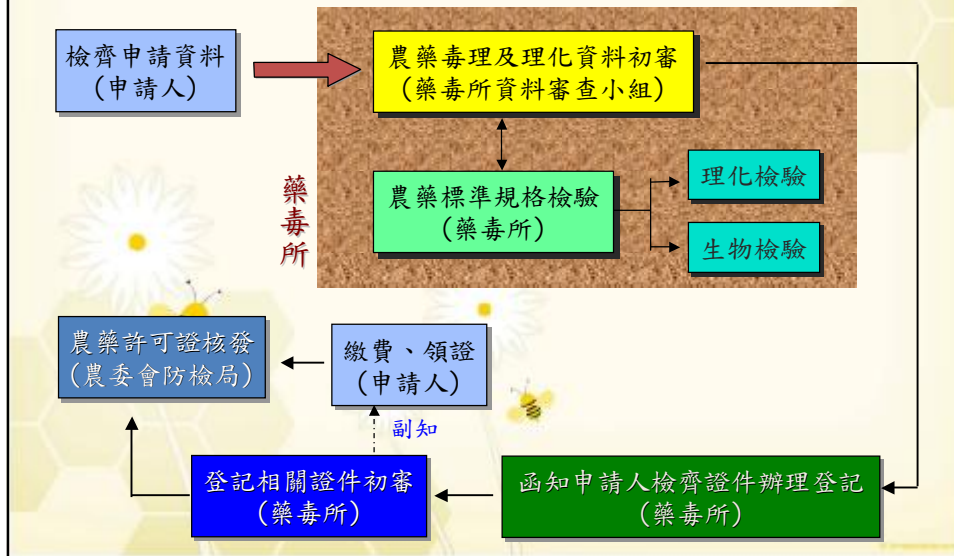 檢齊申請資料
(申請人)
農藥毒理及理化資料初審
(藥毒所資料審查小組)
藥毒所
農藥標準規格檢驗
(藥毒所)
理化檢驗
生物檢驗
農藥許可證核發
(農委會防檢局)
繳費、領證
(申請人)
副知
登記相關證件初審
(藥毒所)
函知申請人檢齊證件辦理登記
(藥毒所)